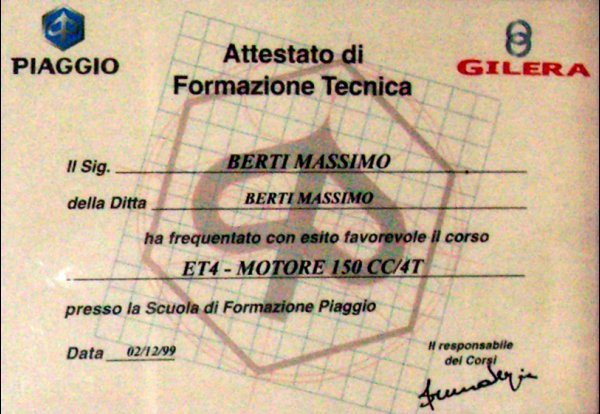 PIAGGIO
GILERA
Attestato di
Formazione Tecnica
Il Sig. BERTI MASSIMO
della Ditta BERTI MASSIMO
ha frequentato con esito favorevole il corso
ET4 - MOTORE 150 CC/4T
presso la Scuola di Formazione Piaggio
Data 02/12/99
Il responsabile
dei Corsi